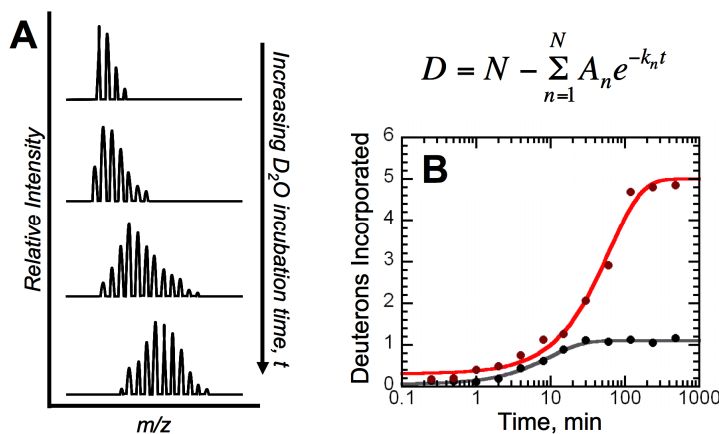 A
Relative Intensity
m/z
Increasing D₂O incubation time, t
D = N − ∑ₙ₌₁ᴺ Aₙe^{−kₙt}
B
Deuterons Incorporated
6
5
4
3
2
1
0
0.1 1 10 100 1000
Time, min